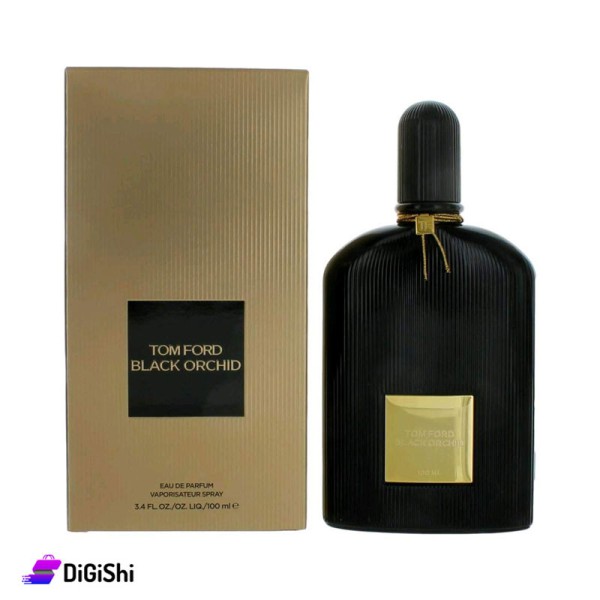 TOM FORD
BLACK ORCHID
EAU DE PARFUM
VAPORISATEUR SPRAY
3.4 FL.OZ./OZ. LIQ./100 ml ℮
TOM FORD
BLACK ORCHID
DiGiShi